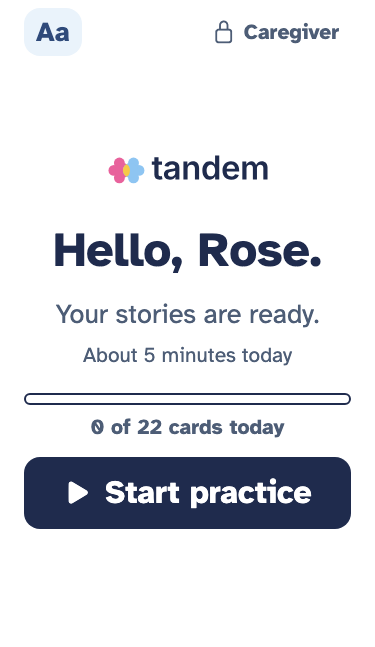 Aa
Caregiver
tandem
Hello, Rose.
Your stories are ready.
About 5 minutes today
0 of 22 cards today
Start practice